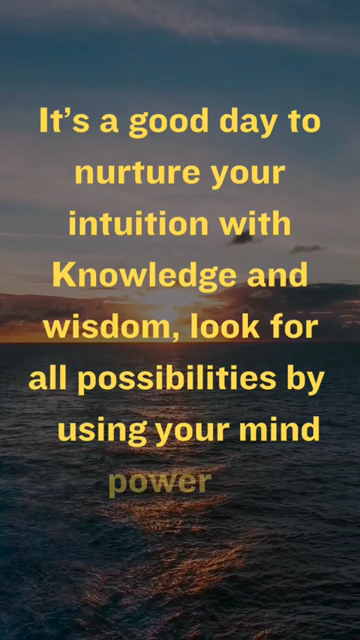 It’s a good day to
nurture your
intuition with
Knowledge and
wisdom, look for
all possibilities by
using your mind
power